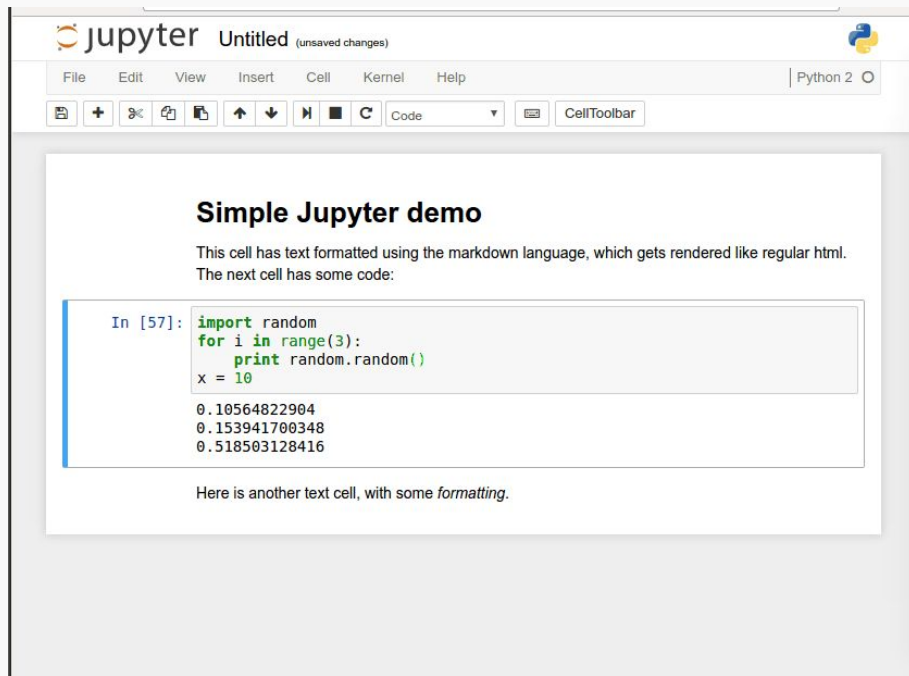 jupyter Untitled (unsaved changes)
File Edit View Insert Cell Kernel Help Python 2
Code CellToolbar
Simple Jupyter demo
This cell has text formatted using the markdown language, which gets rendered like regular html.
The next cell has some code:
In [57]: import random
for i in range(3):
    print random.random()
x = 10
0.10564822904
0.153941700348
0.518503128416
Here is another text cell, with some formatting.